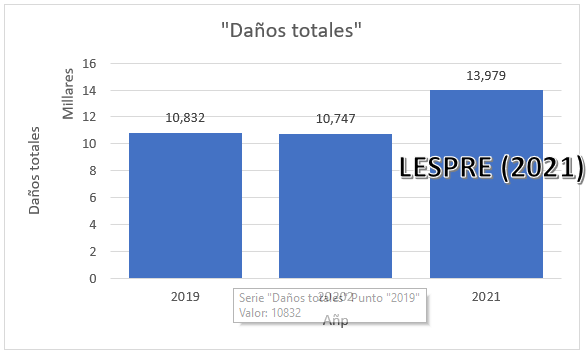 "Daños totales"
Millares
Daños totales
16
14
12
10
8
6
4
2
0
10,832
10,747
13,979
LESPRE (2021)
2019
2021
Serie "Daños totales" Punto "2019"
Valor: 10832
Añp